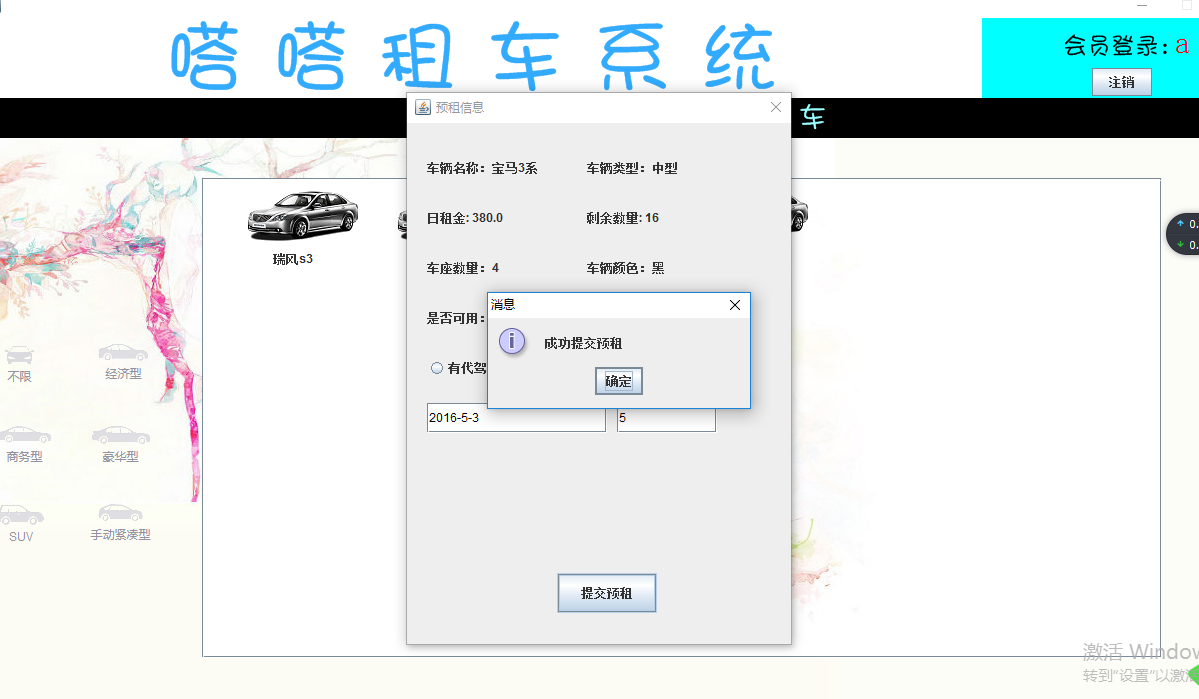 嗒嗒租车系统
会员登录: a
注销
预租信息
车
车辆名称：宝马3系
车辆类型：中型
日租金: 380.0
剩余数量: 16
瑞风s3
车座数量：4
车辆颜色：黑
消息
是否可用：
成功提交预租
有代驾
确定
2016-5-3
5
不限
经济型
商务型
豪华型
SUV
手动紧凑型
提交预租
激活 Window
转到"设置"以激
0.
0.